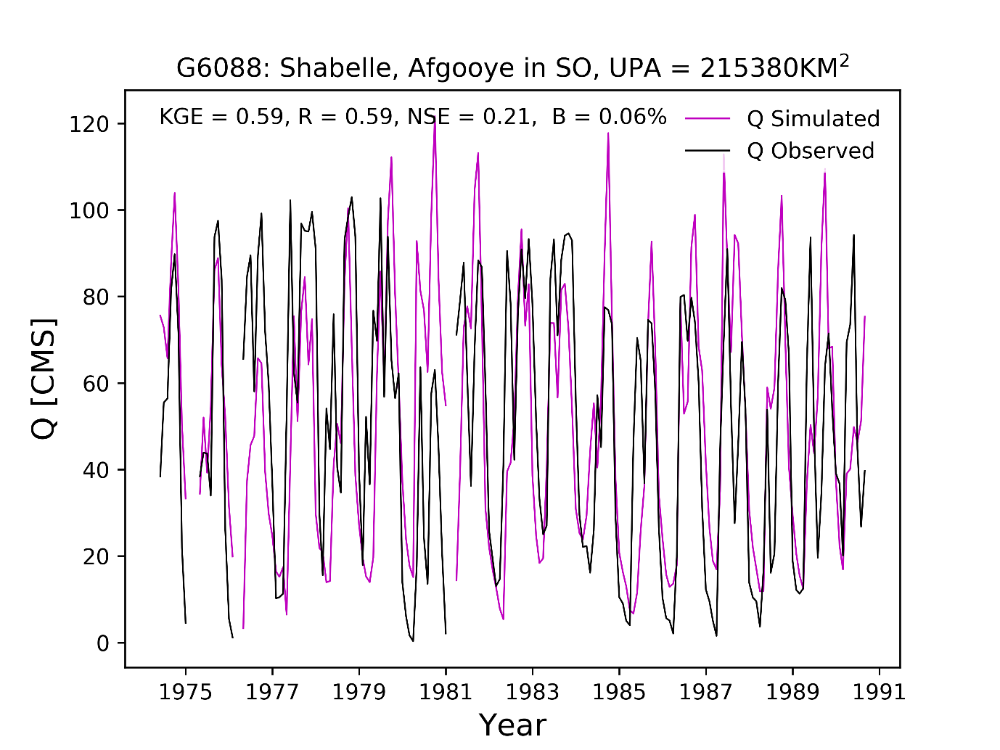 G6088: Shabelle, Afgooye in SO, UPA = 215380KM²
KGE = 0.59, R = 0.59, NSE = 0.21, B = 0.06%
Q Simulated
Q Observed
120
100
80
60
40
20
0
Q [CMS]
1975 1977 1979 1981 1983 1985 1987 1989 1991
Year